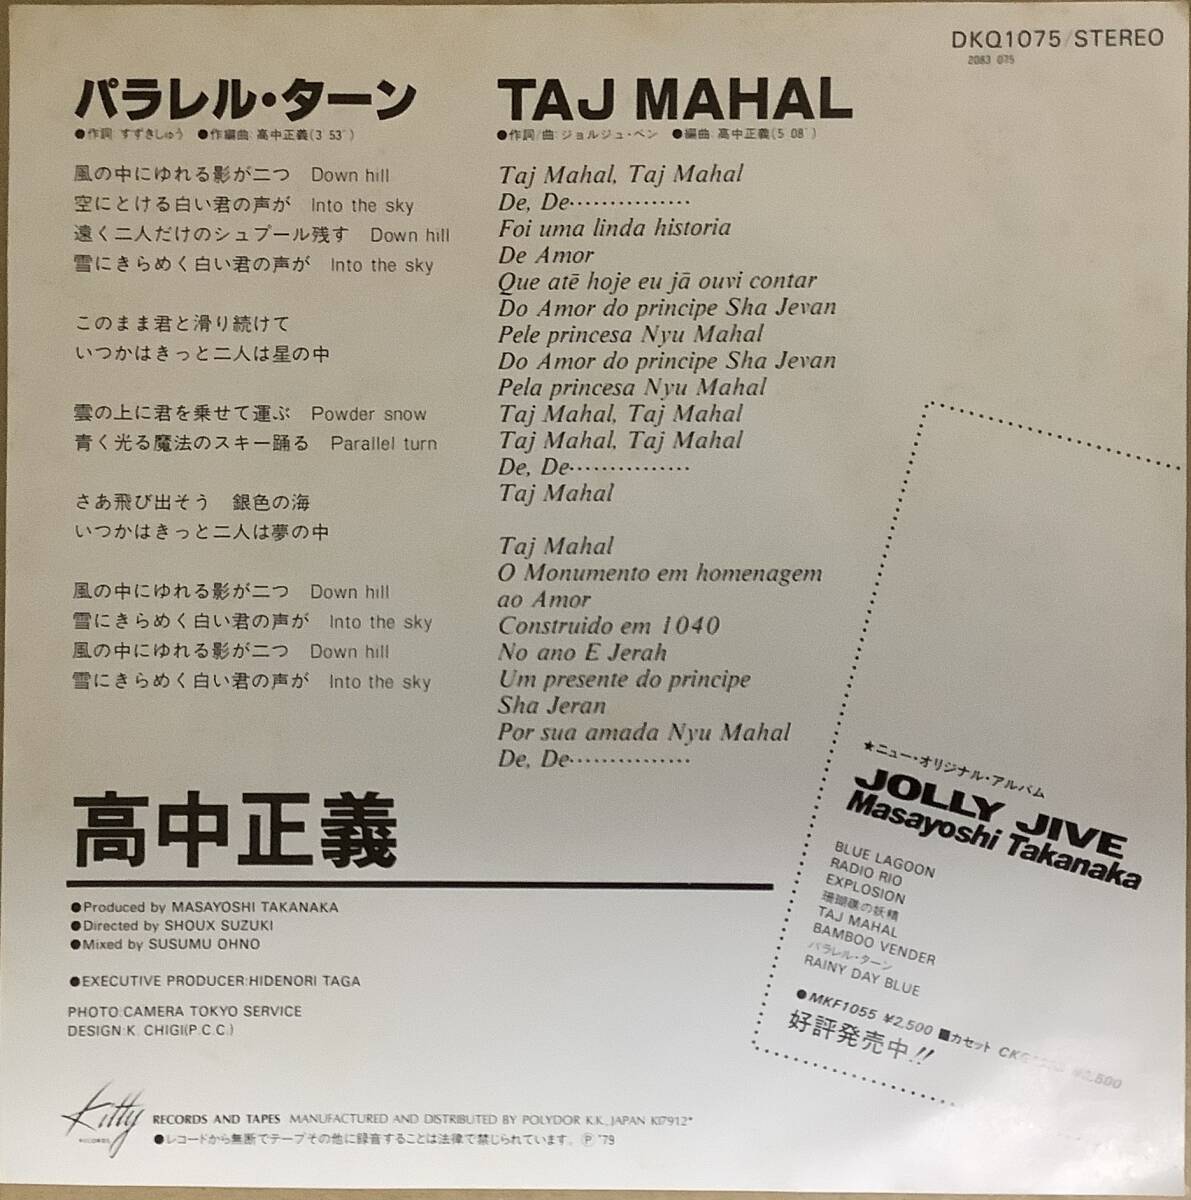 DKQ1075/STEREO
2083 075
パラレル・ターン
●作詞 すずきしゅう ●作編曲:高中正義(3′53″)
風の中にゆれる影が二つ Down hill
空にとける白い君の声が Into the sky
遠く二人だけのシュプール残す Down hill
雪にきらめく白い君の声が Into the sky
このまま君と滑り続けて
いつかはきっと二人は星の中
雲の上に君を乗せて運ぶ Powder snow
青く光る魔法のスキー踊る Parallel turn
さあ飛び出そう 銀色の海
いつかはきっと二人は夢の中
風の中にゆれる影が二つ Down hill
雪にきらめく白い君の声が Into the sky
風の中にゆれる影が二つ Down hill
雪にきらめく白い君の声が Into the sky
TAJ MAHAL
●作詞/曲:ジョルジュ・ベン ●編曲:高中正義(5′08″)
Taj Mahal, Taj Mahal
De, De……………
Foi uma linda historia
De Amor
Que atē hoje eu jā ouvi contar
Do Amor do principe Sha Jevan
Pele princesa Nyu Mahal
Do Amor do principe Sha Jevan
Pela princesa Nyu Mahal
Taj Mahal, Taj Mahal
Taj Mahal, Taj Mahal
De, De……………
Taj Mahal
Taj Mahal
O Monumento em homenagem
ao Amor
Construido em 1040
No ano E Jerah
Um presente do principe
Sha Jeran
Por sua amada Nyu Mahal
De, De……………
高中正義
●Produced by MASAYOSHI TAKANAKA
●Directed by SHOUX SUZUKI
●Mixed by SUSUMU OHNO
●EXECUTIVE PRODUCER:HIDENORI TAGA
PHOTO:CAMERA TOKYO SERVICE
DESIGN:K. CHIGI(P.C.C.)
★ニュー・オリジナル・アルバム
JOLLY JIVE
Masayoshi Takanaka
BLUE LAGOON
RADIO RIO
EXPLOSION
珊瑚礁の妖精
TAJ MAHAL
BAMBOO VENDER
パラレル・ターン
RAINY DAY BLUE
●MKF1055 ¥2,500 ■カセット ¥2,500
好評発売中!!
Kitty
RECORDS
RECORDS AND TAPES MANUFACTURED AND DISTRIBUTED BY POLYDOR K.K., JAPAN KI7912*
●レコードから無断でテープその他に録音することは法律で禁じられています。Ⓟ'79